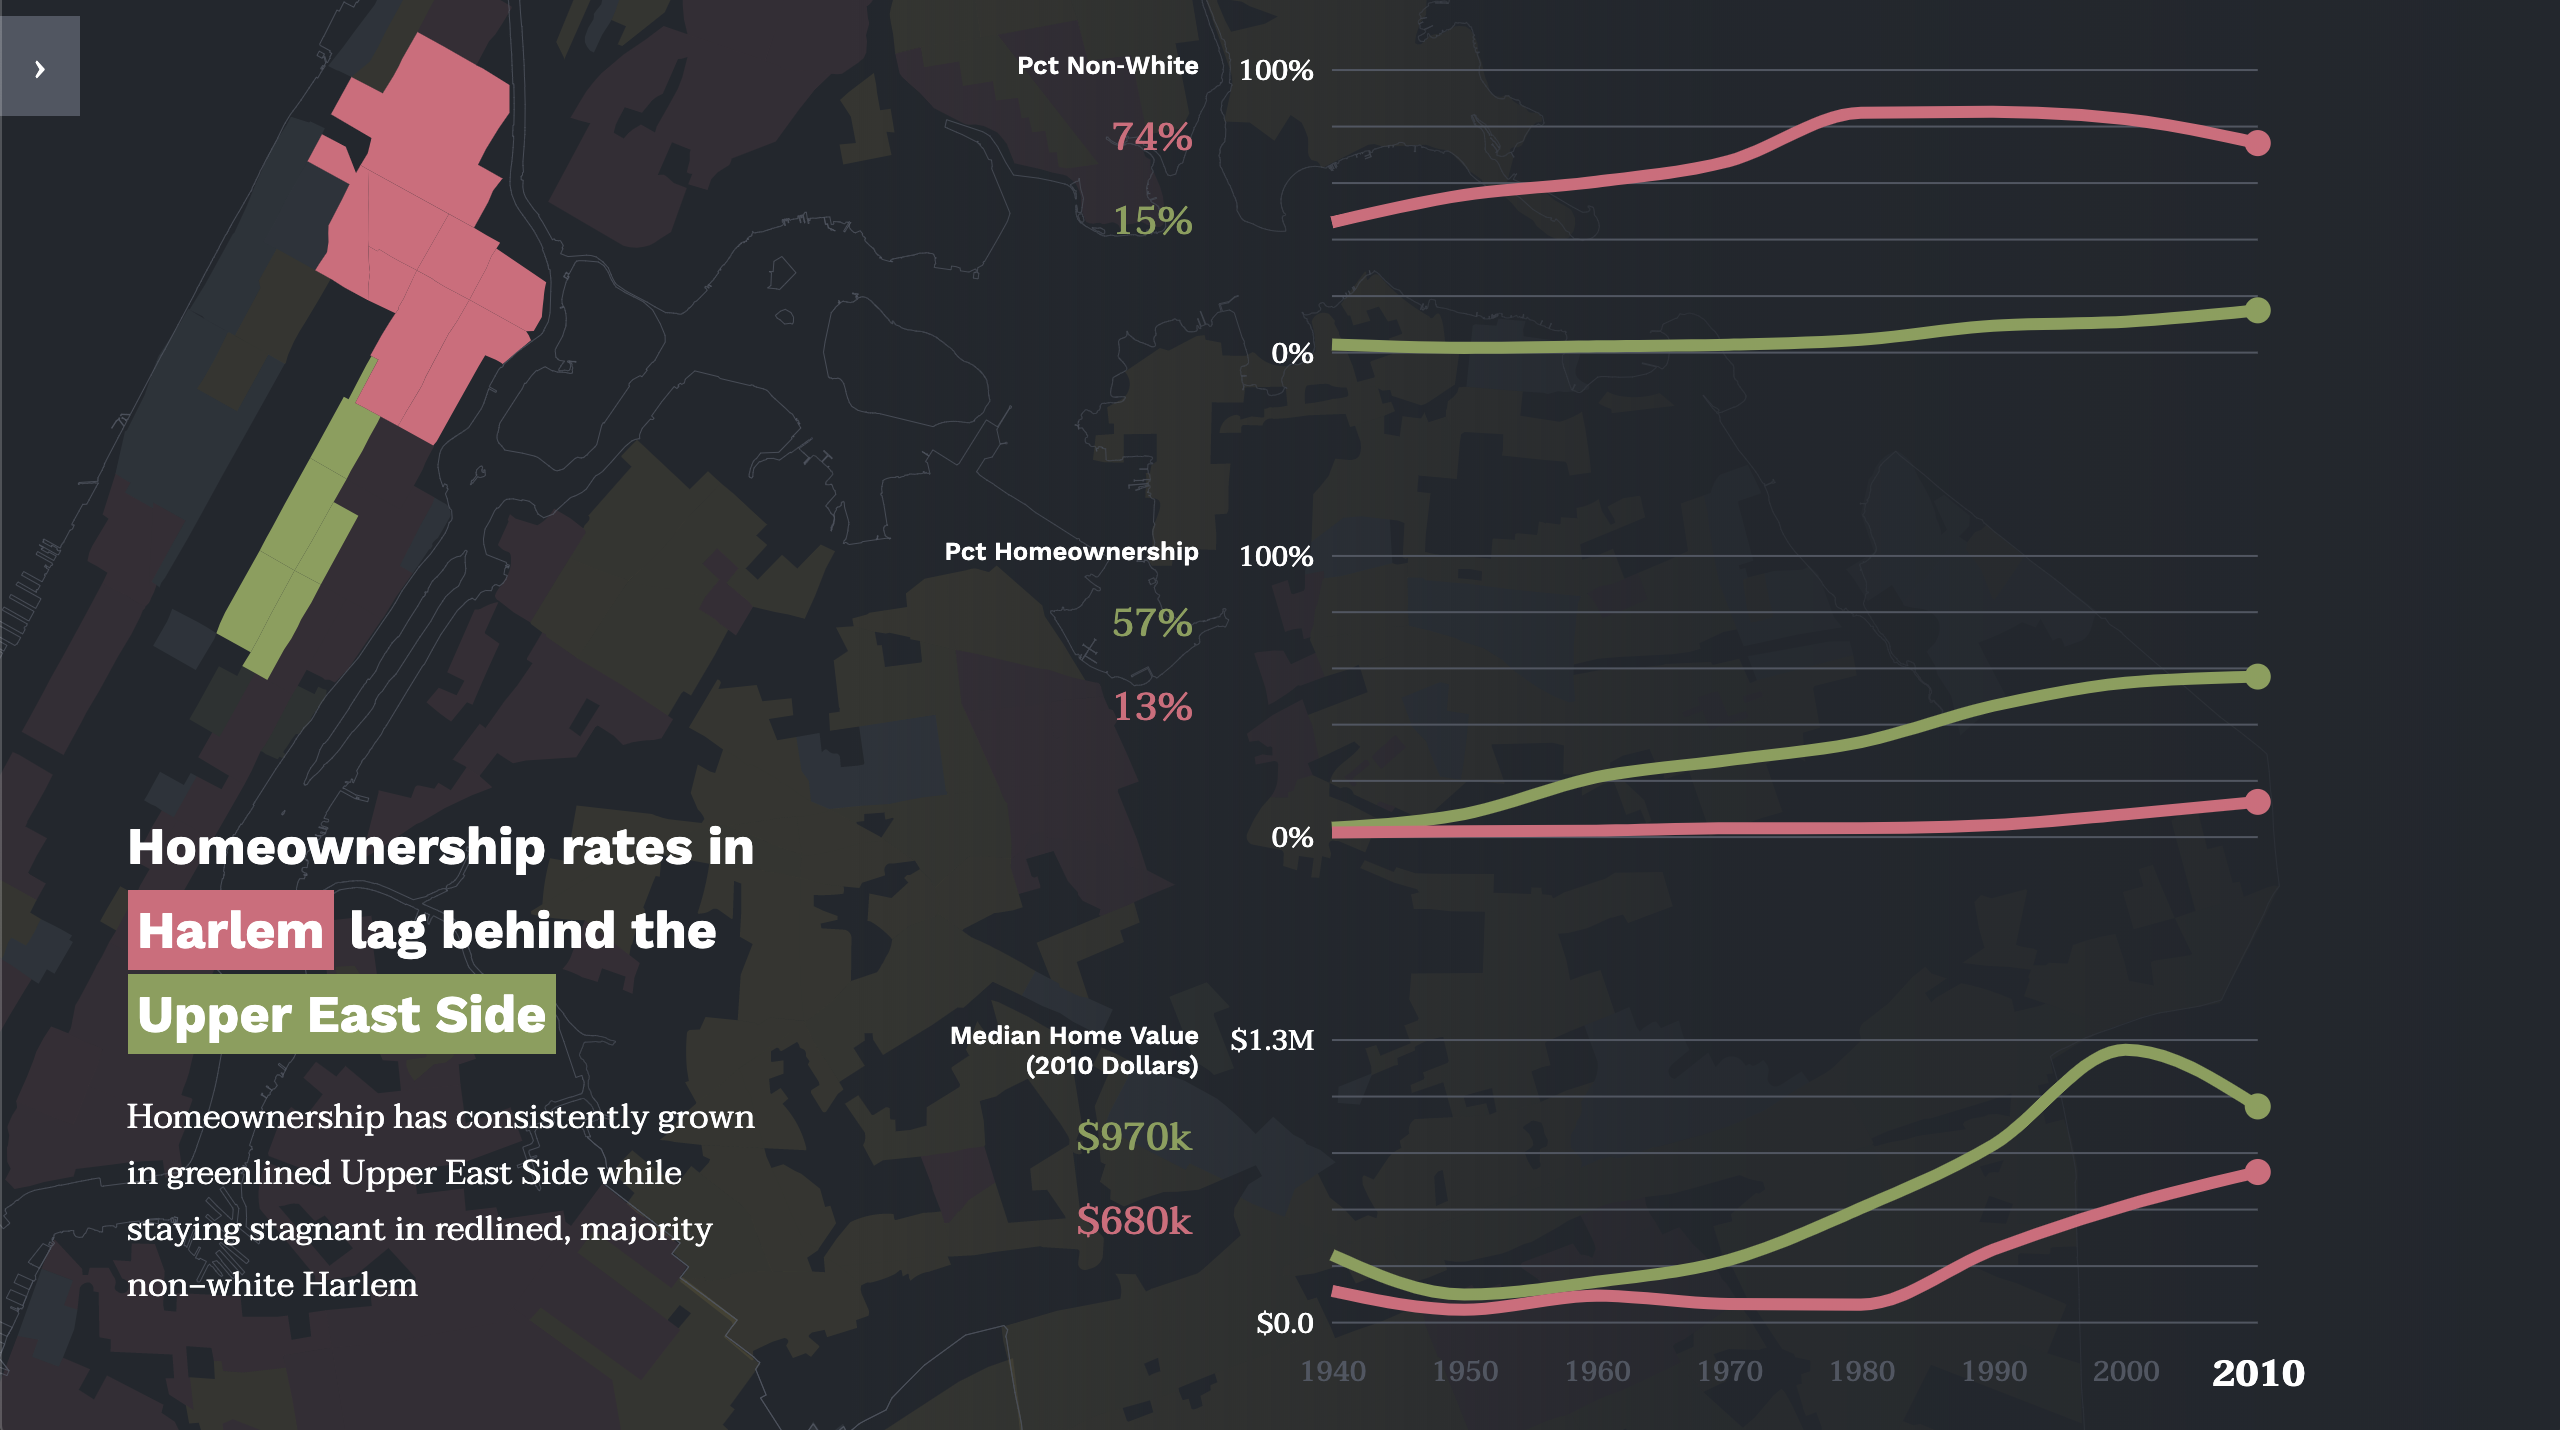 ›
Homeownership rates in
Harlem lag behind the
Upper East Side
Homeownership has consistently grown
in greenlined Upper East Side while
staying stagnant in redlined, majority
non–white Harlem
Pct Non-White
74%
15%
100%
0%
Pct Homeownership
57%
13%
100%
0%
Median Home Value
(2010 Dollars)
$970k
$680k
$1.3M
$0.0
1940 1950 1960 1970 1980 1990 2000 2010